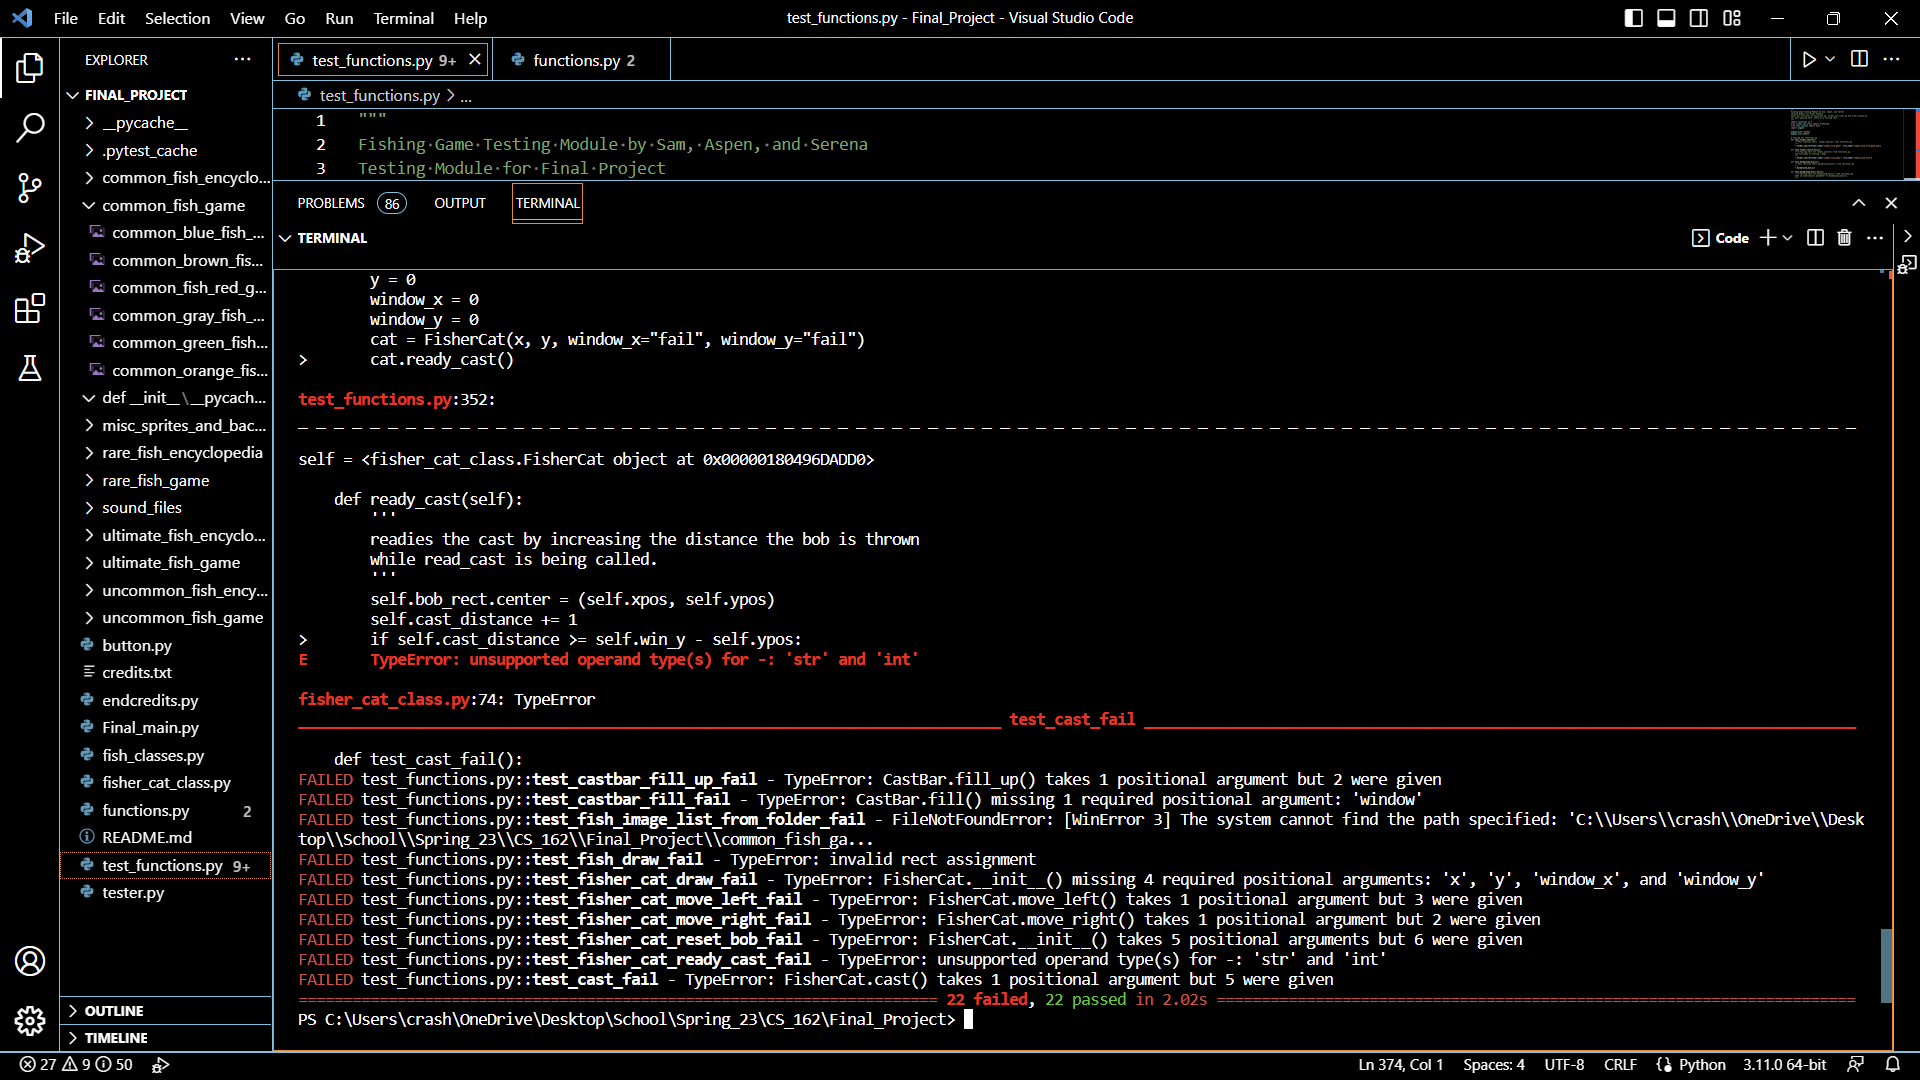 File Edit Selection View Go Run Terminal Help
test_functions.py - Final_Project - Visual Studio Code
EXPLORER
FINAL_PROJECT
__pycache__
.pytest_cache
common_fish_encyclo...
common_fish_game
common_blue_fish_...
common_brown_fis...
common_fish_red_g...
common_gray_fish_...
common_green_fish...
common_orange_fis...
def __init__\__pycach...
misc_sprites_and_bac...
rare_fish_encyclopedia
rare_fish_game
sound_files
ultimate_fish_encyclo...
ultimate_fish_game
uncommon_fish_ency...
uncommon_fish_game
button.py
credits.txt
endcredits.py
Final_main.py
fish_classes.py
fisher_cat_class.py
functions.py 2
README.md
test_functions.py 9+
tester.py
OUTLINE
TIMELINE
test_functions.py 9+
functions.py 2
test_functions.py > ...
1 """
2 Fishing·Game·Testing·Module·by·Sam,·Aspen,·and·Serena
3 Testing·Module·for·Final·Project
PROBLEMS 86 OUTPUT TERMINAL
TERMINAL
Code
y = 0
window_x = 0
window_y = 0
cat = FisherCat(x, y, window_x="fail", window_y="fail")
> cat.ready_cast()
test_functions.py:352:
_ _ _ _ _ _ _ _ _ _ _ _ _ _ _ _ _ _ _ _ _ _ _ _ _ _ _ _ _ _ _ _ _ _ _ _ _ _ _ _ _ _ _ _ _ _ _ _ _ _ _ _ _ _ _ _ _ _ _ _ _ _ _ _ _ _ _ _ _ _ _ _ _ _ _ _ _ _ _ _ _ _ _ _ _ _ _
self = <fisher_cat_class.FisherCat object at 0x00000180496DADD0>
def ready_cast(self):
'''
readies the cast by increasing the distance the bob is thrown
while read_cast is being called.
'''
self.bob_rect.center = (self.xpos, self.ypos)
self.cast_distance += 1
> if self.cast_distance >= self.win_y - self.ypos:
E TypeError: unsupported operand type(s) for -: 'str' and 'int'
fisher_cat_class.py:74: TypeError
test_cast_fail
def test_cast_fail():
FAILED test_functions.py::test_castbar_fill_up_fail - TypeError: CastBar.fill_up() takes 1 positional argument but 2 were given
FAILED test_functions.py::test_castbar_fill_fail - TypeError: CastBar.fill() missing 1 required positional argument: 'window'
FAILED test_functions.py::test_fish_image_list_from_folder_fail - FileNotFoundError: [WinError 3] The system cannot find the path specified: 'C:\\Users\\crash\\OneDrive\\Desk
top\\School\\Spring_23\\CS_162\\Final_Project\\common_fish_ga...
FAILED test_functions.py::test_fish_draw_fail - TypeError: invalid rect assignment
FAILED test_functions.py::test_fisher_cat_draw_fail - TypeError: FisherCat.__init__() missing 4 required positional arguments: 'x', 'y', 'window_x', and 'window_y'
FAILED test_functions.py::test_fisher_cat_move_left_fail - TypeError: FisherCat.move_left() takes 1 positional argument but 3 were given
FAILED test_functions.py::test_fisher_cat_move_right_fail - TypeError: FisherCat.move_right() takes 1 positional argument but 2 were given
FAILED test_functions.py::test_fisher_cat_reset_bob_fail - TypeError: FisherCat.__init__() takes 5 positional arguments but 6 were given
FAILED test_functions.py::test_fisher_cat_ready_cast_fail - TypeError: unsupported operand type(s) for -: 'str' and 'int'
FAILED test_functions.py::test_cast_fail - TypeError: FisherCat.cast() takes 1 positional argument but 5 were given
22 failed, 22 passed in 2.02s
PS C:\Users\crash\OneDrive\Desktop\School\Spring_23\CS_162\Final_Project>
27 9 50
Ln 374, Col 1 Spaces: 4 UTF-8 CRLF Python 3.11.0 64-bit